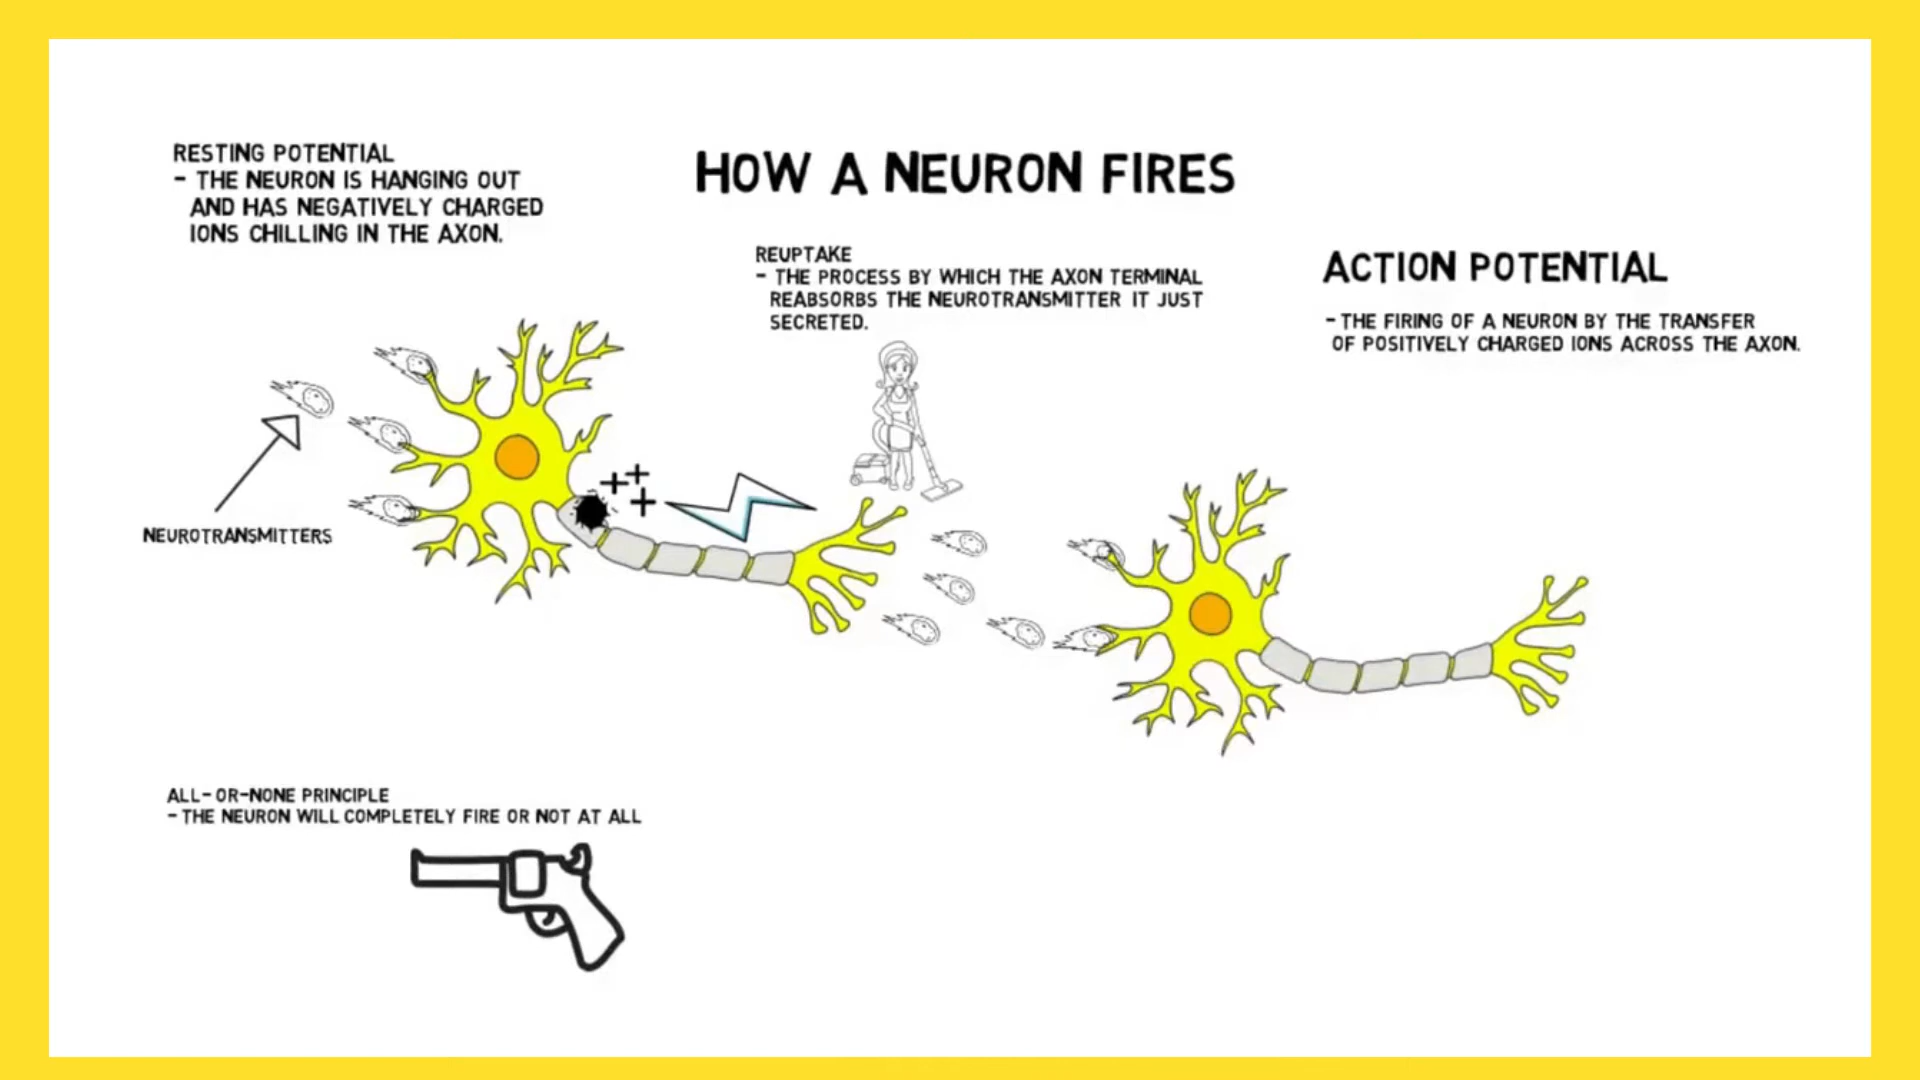 HOW A NEURON FIRES
RESTING POTENTIAL
- THE NEURON IS HANGING OUT
AND HAS NEGATIVELY CHARGED
IONS CHILLING IN THE AXON.
REUPTAKE
- THE PROCESS BY WHICH THE AXON TERMINAL
REABSORBS THE NEUROTRANSMITTER IT JUST
SECRETED.
ACTION POTENTIAL
- THE FIRING OF A NEURON BY THE TRANSFER
OF POSITIVELY CHARGED IONS ACROSS THE AXON.
+++
NEUROTRANSMITTERS
ALL-OR-NONE PRINCIPLE
- THE NEURON WILL COMPLETELY FIRE OR NOT AT ALL